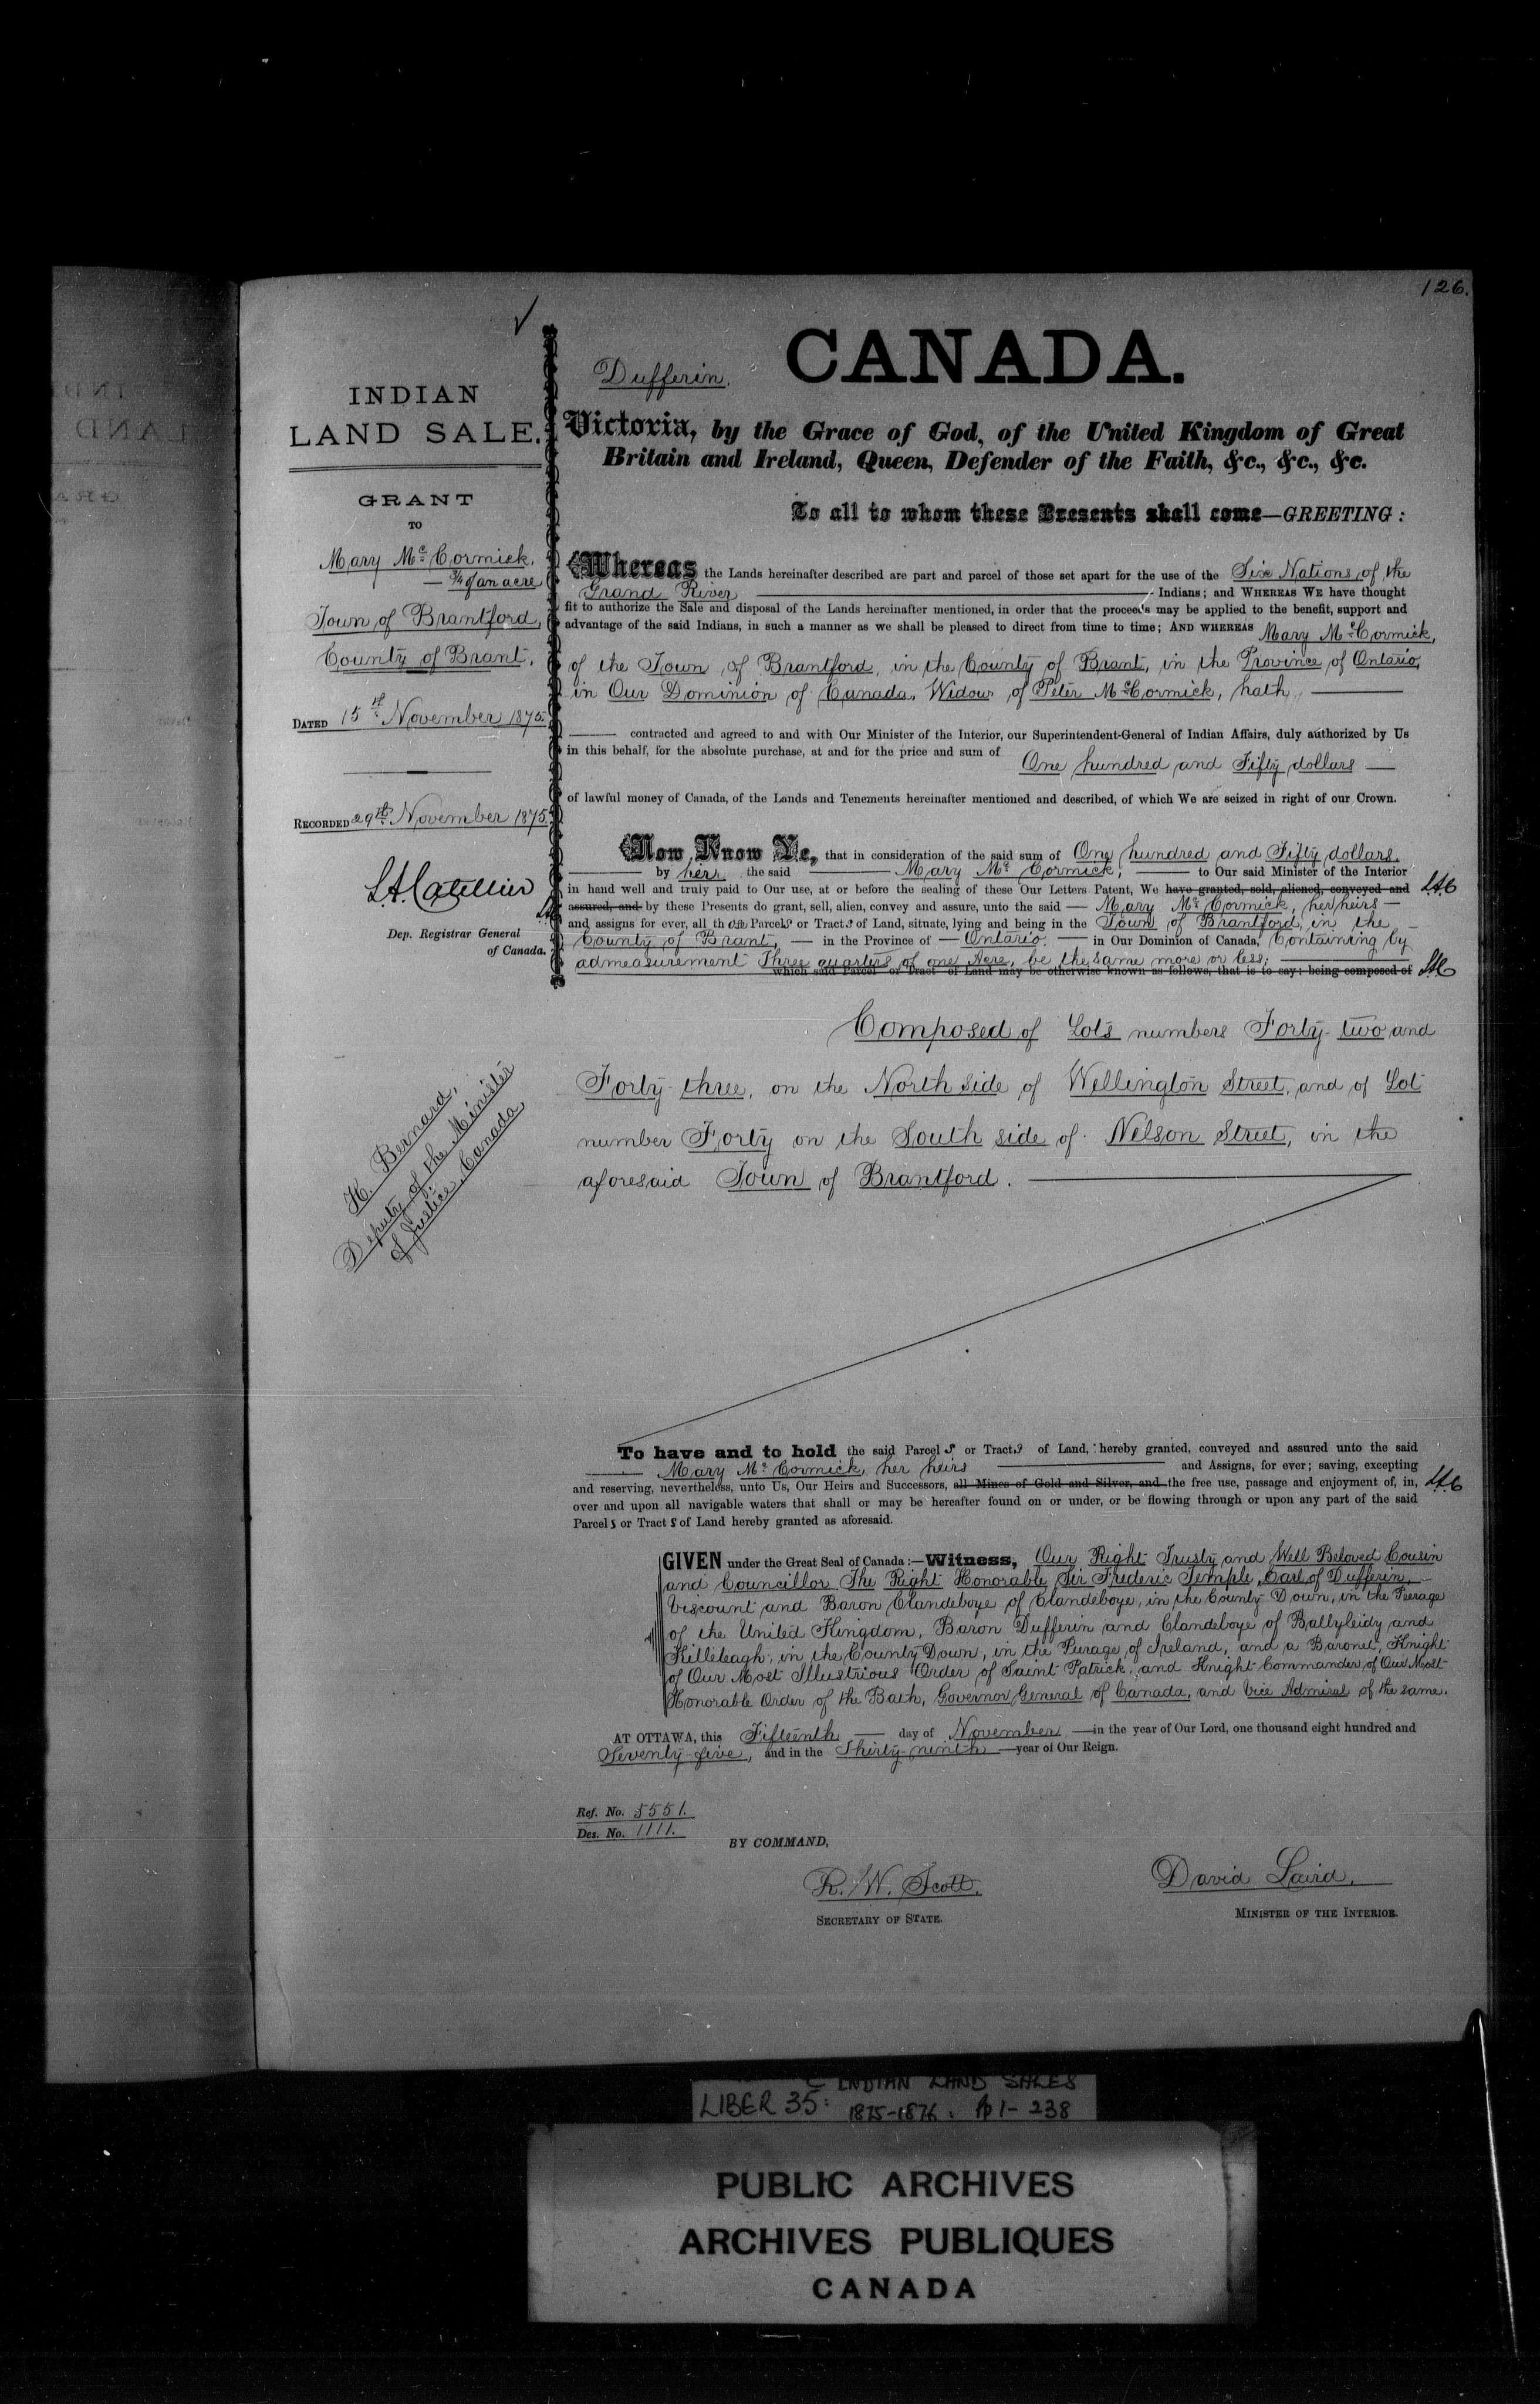 126.
INDIAN
LAND SALE.
GRANT
TO
Mary Mc Cormick,
— ¾ of an acre
Town of Brantford,
County of Brant.
DATED 15th November 1875.
RECORDED 29th November 1875.
L.A. Catellier
Dep. Registrar General
of Canada.
H. Bernard,
Deputy of the Minister
of Justice, Canada
Dufferin.
CANADA.
Victoria, by the Grace of God, of the United Kingdom of Great
Britain and Ireland, Queen, Defender of the Faith, &c., &c., &c.
To all to whom these Presents shall come—GREETING:
Whereas the Lands hereinafter described are part and parcel of those set apart for the use of the Six Nations of the
Grand River — Indians; and WHEREAS WE have thought
fit to authorize the Sale and disposal of the Lands hereinafter mentioned, in order that the proceeds may be applied to the benefit, support and
advantage of the said Indians, in such a manner as we shall be pleased to direct from time to time; AND WHEREAS Mary McCormick,
of the Town of Brantford, in the County of Brant, in the Province of Ontario,
in Our Dominion of Canada, Widow of Peter McCormick, hath —
— contracted and agreed to and with Our Minister of the Interior, our Superintendent-General of Indian Affairs, duly authorized by Us
in this behalf, for the absolute purchase, at and for the price and sum of One hundred and Fifty dollars —
of lawful money of Canada, of the Lands and Tenements hereinafter mentioned and described, of which We are seized in right of our Crown.
Now Know Ye, that in consideration of the said sum of One hundred and Fifty dollars,
— by her the said — Mary Mc Cormick, — to Our said Minister of the Interior
in hand well and truly paid to Our use, at or before the sealing of these Our Letters Patent, We have granted, sold, aliened, conveyed and LAC
assured, and by these Presents do grant, sell, alien, convey and assure, unto the said — Mary Mc Cormick, her heirs —
and assigns for ever, all those Parcels or Tracts of Land, situate, lying and being in the Town of Brantford, in the —
County of Brant, — in the Province of — Ontario, — in Our Dominion of Canada, Containing by
admeasurement Three quarters of one Acre, be the same more or less; —
which said Parcel or Tract of Land may be otherwise known as follows, that is to say: being composed of LAC
Composed of Lots numbers Forty-two and
Forty-three, on the North side of Wellington Street, and of Lot
number Forty on the South side of Nelson Street, in the
aforesaid Town of Brantford. —
To have and to hold the said Parcels or Tracts of Land, hereby granted, conveyed and assured unto the said
— Mary Mc Cormick, her heirs — and Assigns, for ever; saving, excepting
and reserving, nevertheless, unto Us, Our Heirs and Successors, all Mines of Gold and Silver, and the free use, passage and enjoyment of, in, LAC
over and upon all navigable waters that shall or may be hereafter found on or under, or be flowing through or upon any part of the said
Parcels or Tracts of Land hereby granted as aforesaid.
GIVEN under the Great Seal of Canada:—Witness, Our Right Trusty and Well Beloved Cousin
and Councillor The Right Honorable Sir Frederic Temple, Earl of Dufferin,
Viscount and Baron Clandeboye of Clandeboye, in the County Down, in the Peerage
of the United Kingdom, Baron Dufferin and Clandeboye of Ballyleidy and
Killeleagh, in the County Down, in the Peerage of Ireland, and a Baronet, Knight
of Our Most Illustrious Order of Saint Patrick, and Knight Commander of Our Most
Honorable Order of the Bath, Governor General of Canada, and Vice Admiral of the same.
AT OTTAWA, this Fifteenth — day of November — in the year of Our Lord, one thousand eight hundred and
Seventy-five, and in the Thirty-ninth — year of Our Reign.
Ref. No. 5551.
Des. No. 1111.
BY COMMAND,
R. W. Scott.
SECRETARY OF STATE.
David Laird.
MINISTER OF THE INTERIOR.
INDIAN LAND SALES
LIBER 35: 1875-1876. pp 1-238
PUBLIC ARCHIVES
ARCHIVES PUBLIQUES
CANADA